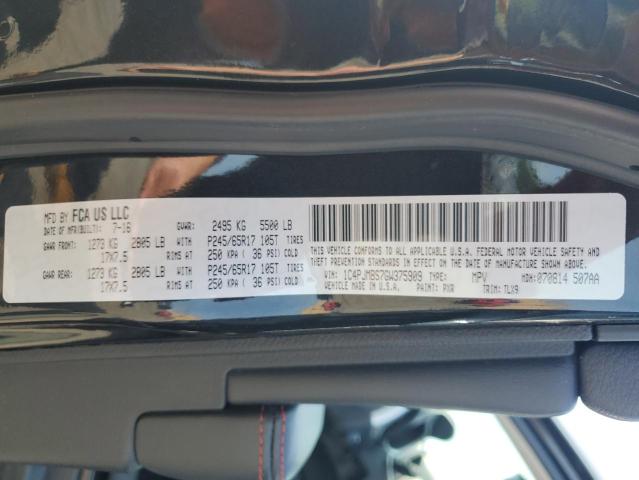 MFD BY FCA US LLC
DATE OF MFR(BUILT): 7-16 GVWR: 2485 KG 5500 LB
GAWR FRONT: 1273 KG 2805 LB WITH P245/65R17 105T TIRES
17X7.5 RIMS AT 250 KPA ( 36 PSI) COLD
GAWR REAR: 1273 KG 2805 LB WITH P245/65R17 105T TIRES
17X7.5 RIMS AT 250 KPA ( 36 PSI) COLD
THIS VEHICLE CONFORMS TO ALL APPLICABLE U.S.A. FEDERAL MOTOR VEHICLE SAFETY AND
THEFT PREVENTION STANDARDS IN EFFECT ON THE DATE OF MANUFACTURE SHOWN ABOVE.
VIN: 1C4PJMBS7GW375909 TYPE: MPV MDH: 070814 507AA
VEHICLE MADE IN U.S.A. PAINT: PXR TRIM: TLX9